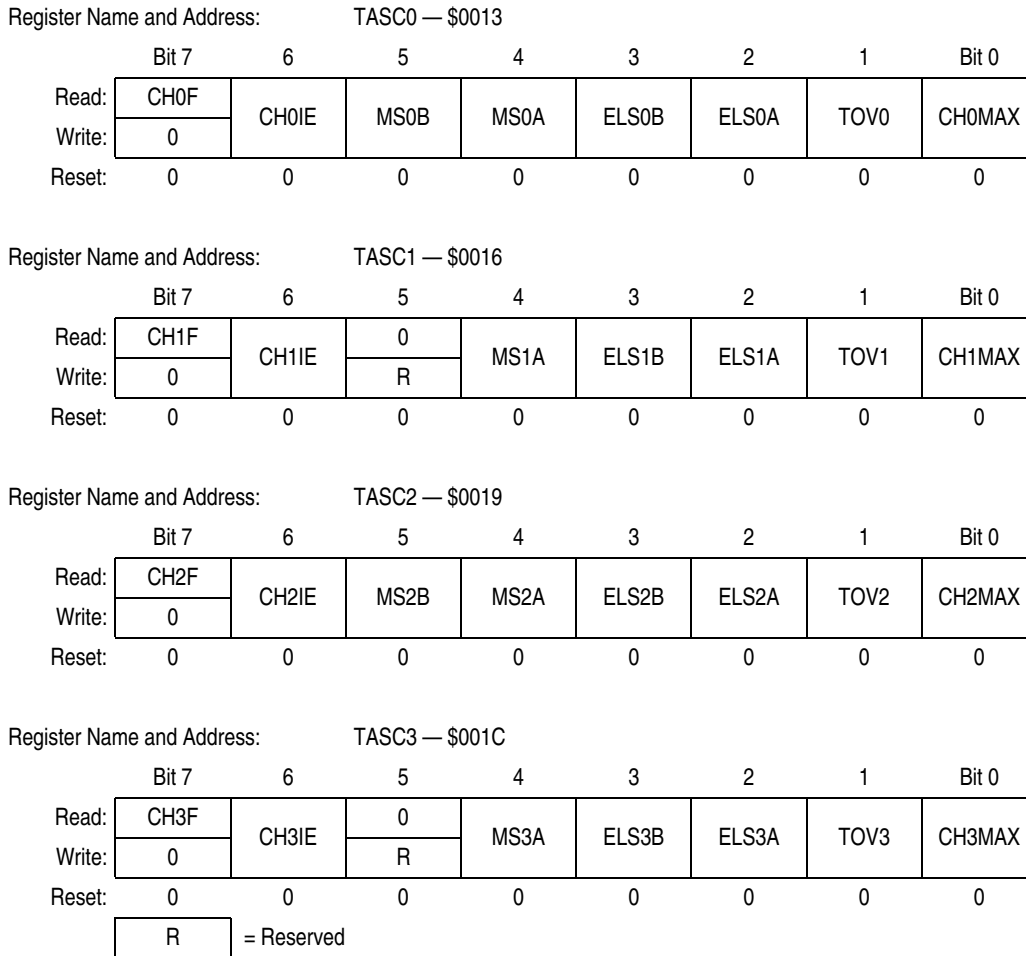 Register Name and Address: TASC0 — $0013
Bit 7 6 5 4 3 2 1 Bit 0
Read: CH0F CH0IE MS0B MS0A ELS0B ELS0A TOV0 CH0MAX
Write: 0
Reset: 0 0 0 0 0 0 0 0
Register Name and Address: TASC1 — $0016
Bit 7 6 5 4 3 2 1 Bit 0
Read: CH1F CH1IE 0 MS1A ELS1B ELS1A TOV1 CH1MAX
Write: 0 R
Reset: 0 0 0 0 0 0 0 0
Register Name and Address: TASC2 — $0019
Bit 7 6 5 4 3 2 1 Bit 0
Read: CH2F CH2IE MS2B MS2A ELS2B ELS2A TOV2 CH2MAX
Write: 0
Reset: 0 0 0 0 0 0 0 0
Register Name and Address: TASC3 — $001C
Bit 7 6 5 4 3 2 1 Bit 0
Read: CH3F CH3IE 0 MS3A ELS3B ELS3A TOV3 CH3MAX
Write: 0 R
Reset: 0 0 0 0 0 0 0 0
R = Reserved